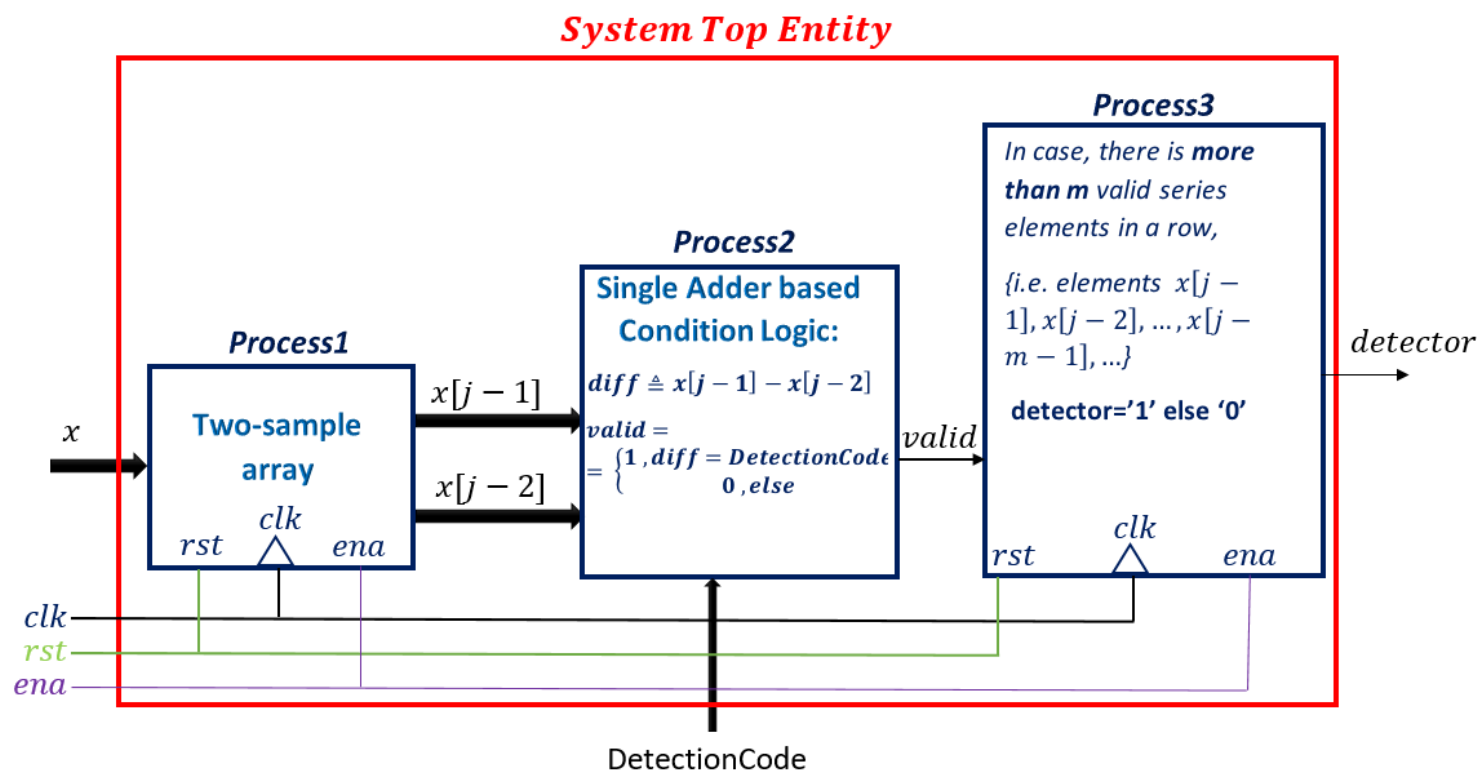 System Top Entity
Process1
Two-sample
array
clk
rst
ena
x
x[j − 1]
x[j − 2]
Process2
Single Adder based
Condition Logic:
diff ≜ x[j − 1] − x[j − 2]
valid =
= {1 , diff = DetectionCode
0 , else
valid
Process3
In case, there is more
than m valid series
elements in a row,
{i.e. elements x[j −
1], x[j − 2], … , x[j −
m − 1], …}
detector='1' else ‘0’
clk
rst
ena
detector
clk
rst
ena
DetectionCode